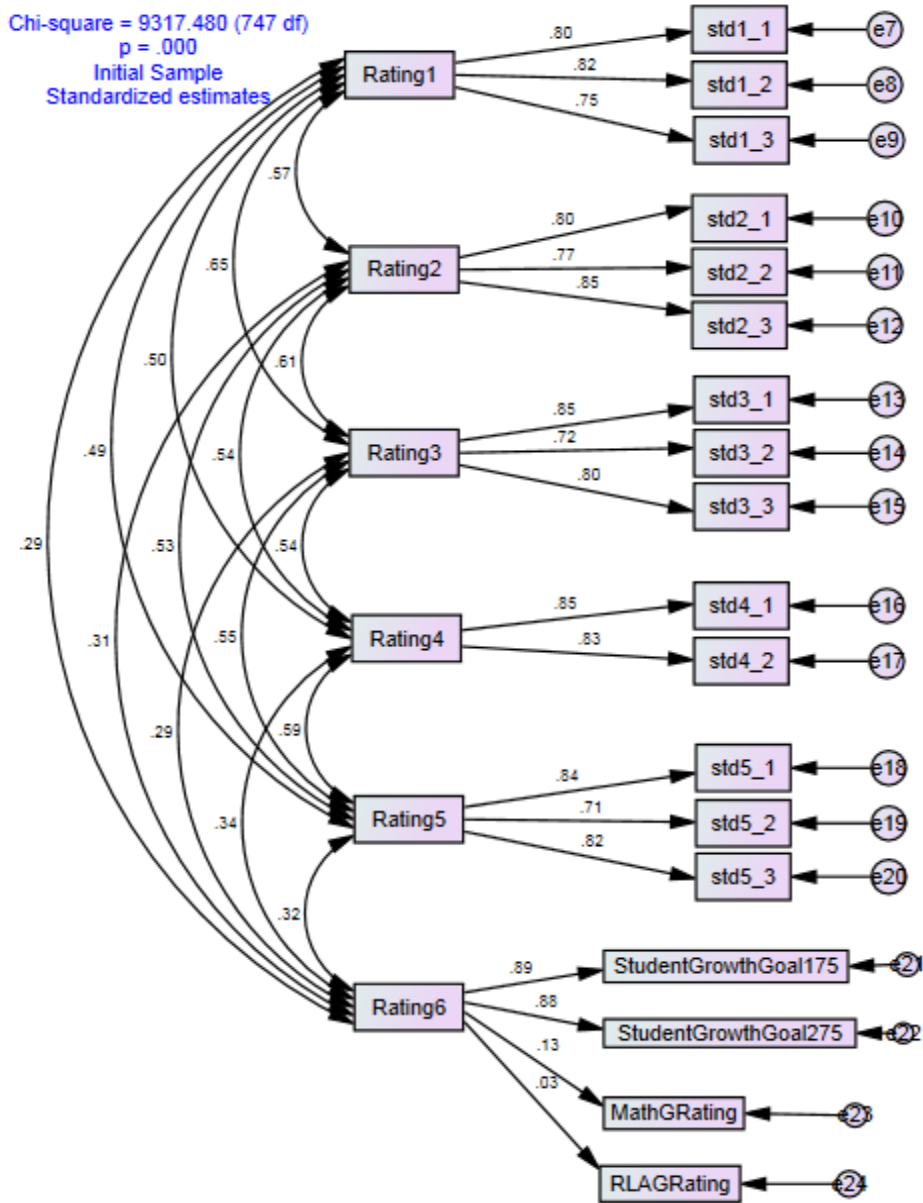 Chi-square = 9317.480 (747 df)
p = .000
Initial Sample
Standardized estimates
Rating1
.80
std1_1
e7
.82
std1_2
e8
.75
std1_3
e9
.57
Rating2
.80
std2_1
e10
.77
std2_2
e11
.85
std2_3
e12
.65
.61
.50
Rating3
.85
std3_1
e13
.72
std3_2
e14
.80
std3_3
e15
.49
.54
.29
.53
.54
Rating4
.85
std4_1
e16
.83
std4_2
e17
.31
.55
.29
.59
Rating5
.84
std5_1
e18
.71
std5_2
e19
.82
std5_3
e20
.34
.32
Rating6
.89
StudentGrowthGoal175
e21
.88
StudentGrowthGoal275
e22
.13
MathGRating
e23
.03
RLAGRating
e24